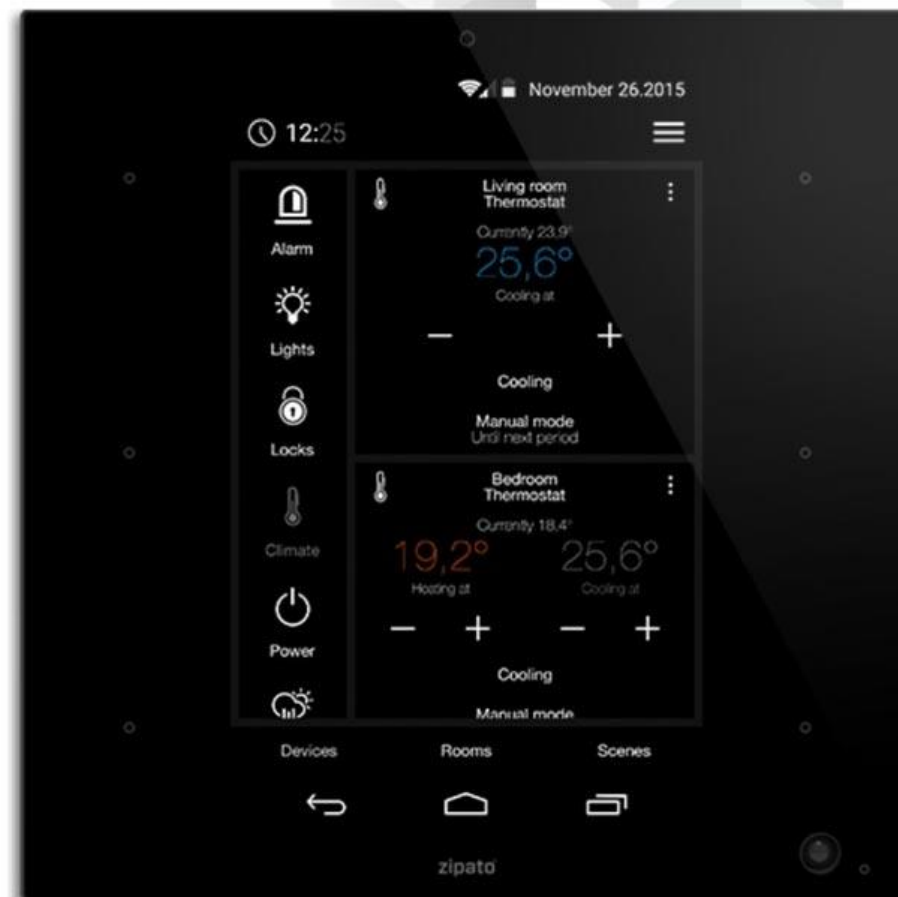 November 26.2015
12:25
Alarm
Lights
Locks
Climate
Power
Living room
Thermostat
Currently 23,9°
25,6°
Cooling at
− +
Cooling
Manual mode
Until next period
Bedroom
Thermostat
Currently 18,4°
19,2° 25,6°
Heating at Cooling at
− + − +
Cooling
Manual mode
Devices Rooms Scenes
zipato